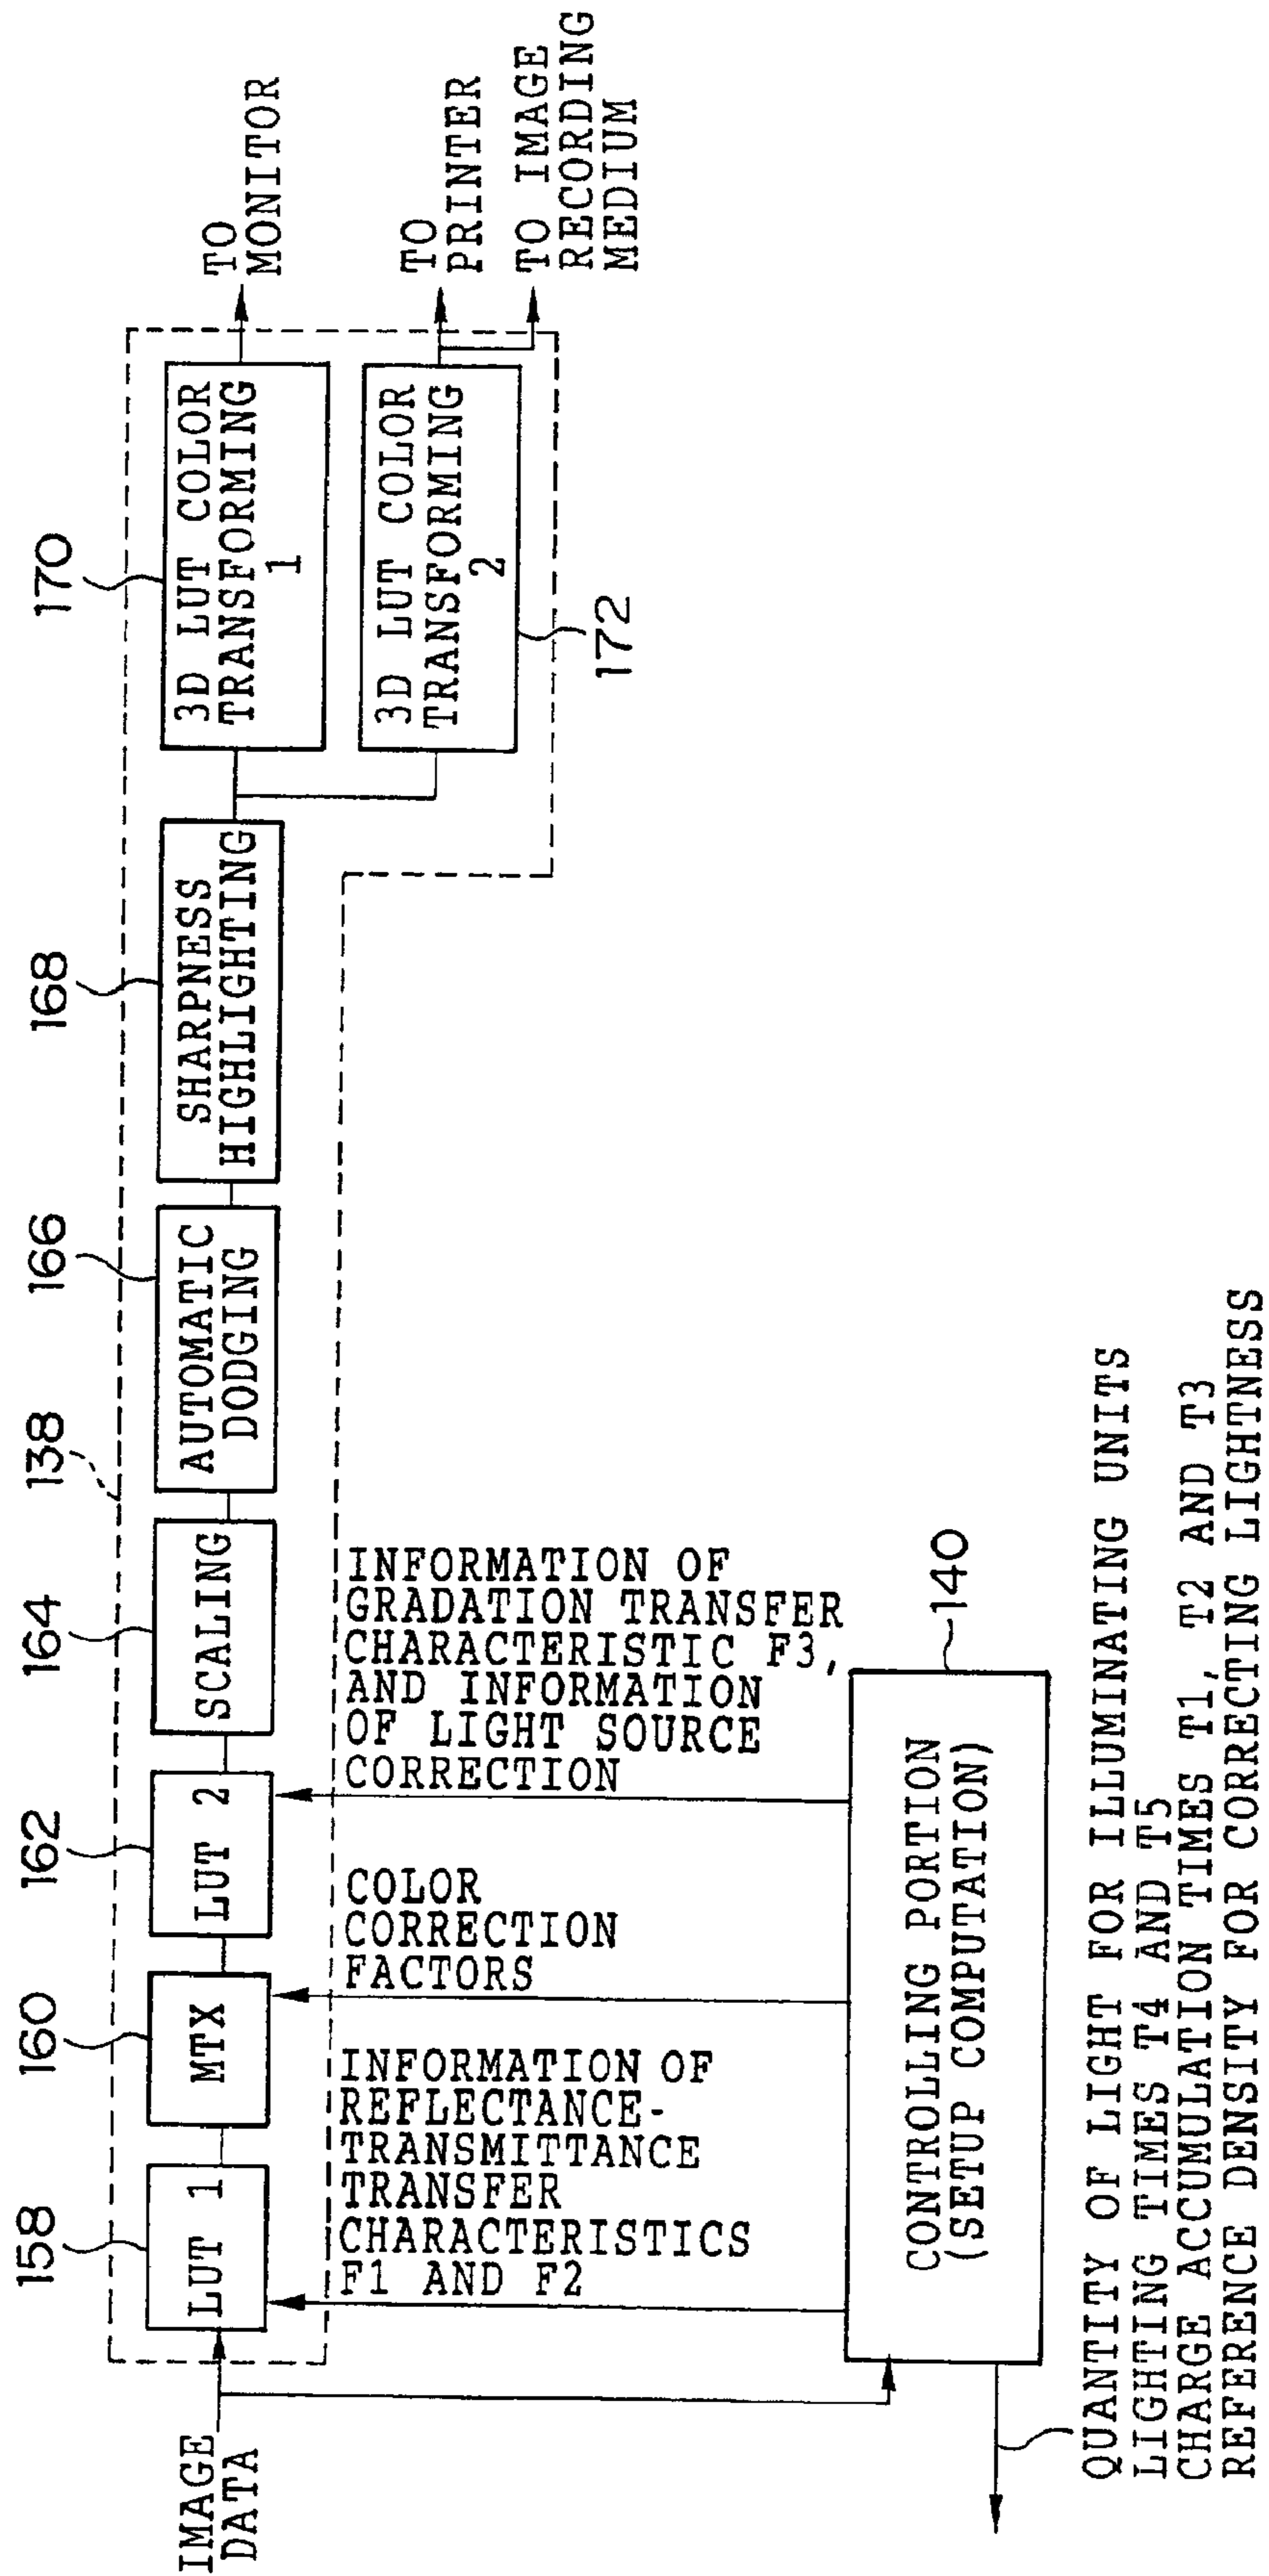 IMAGE
DATA
158
LUT 1
160
MTX
162
LUT 2
164
SCALING
138
166
AUTOMATIC
DODGING
168
SHARPNESS
HIGHLIGHTING
170
3D LUT COLOR
TRANSFORMING
1
TO
MONITOR
3D LUT COLOR
TRANSFORMING
2
172
TO
PRINTER
TO IMAGE
RECORDING
MEDIUM
INFORMATION OF
REFLECTANCE-
TRANSMITTANCE
TRANSFER
CHARACTERISTICS
F1 AND F2
COLOR
CORRECTION
FACTORS
INFORMATION OF
GRADATION TRANSFER
CHARACTERISTIC F3,
AND INFORMATION
OF LIGHT SOURCE
CORRECTION
140
CONTROLLING PORTION
(SETUP COMPUTATION)
QUANTITY OF LIGHT FOR ILLUMINATING UNITS
LIGHTING TIMES T4 AND T5
CHARGE ACCUMULATION TIMES T1, T2 AND T3
REFERENCE DENSITY FOR CORRECTING LIGHTNESS